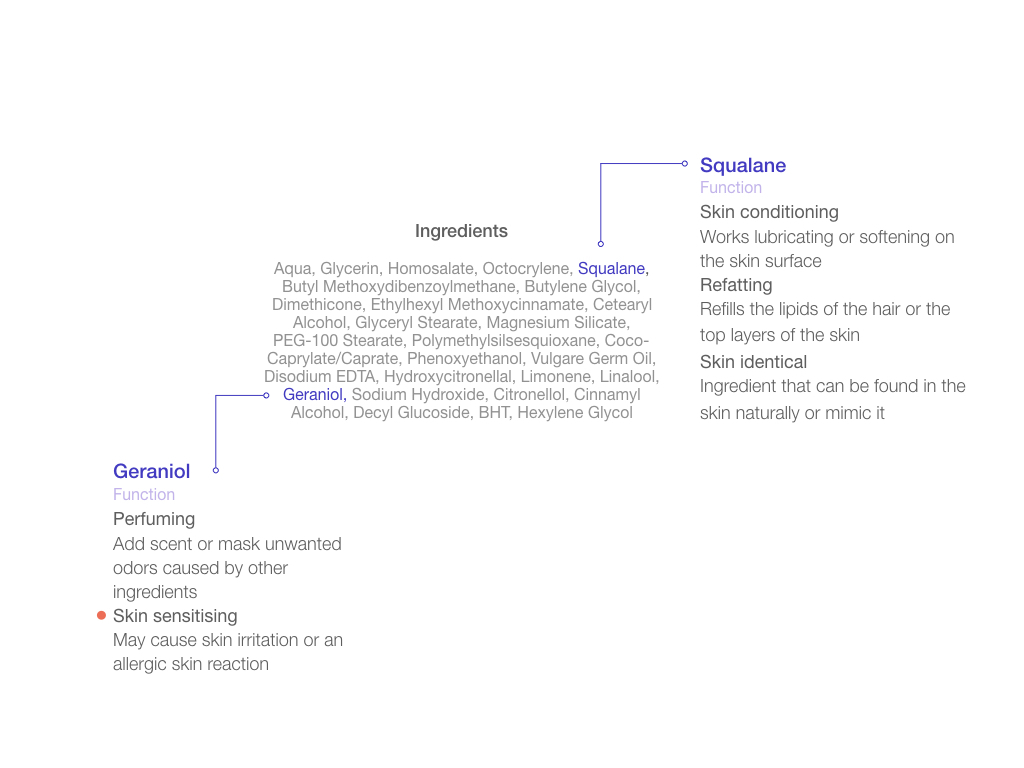 Squalane
Function
Skin conditioning
Works lubricating or softening on
the skin surface
Refatting
Refills the lipids of the hair or the
top layers of the skin
Skin identical
Ingredient that can be found in the
skin naturally or mimic it
Ingredients
Aqua, Glycerin, Homosalate, Octocrylene, Squalane,
Butyl Methoxydibenzoylmethane, Butylene Glycol,
Dimethicone, Ethylhexyl Methoxycinnamate, Cetearyl
Alcohol, Glyceryl Stearate, Magnesium Silicate,
PEG-100 Stearate, Polymethylsilsesquioxane, Coco-
Caprylate/Caprate, Phenoxyethanol, Vulgare Germ Oil,
Disodium EDTA, Hydroxycitronellal, Limonene, Linalool,
Geraniol, Sodium Hydroxide, Citronellol, Cinnamyl
Alcohol, Decyl Glucoside, BHT, Hexylene Glycol
Geraniol
Function
Perfuming
Add scent or mask unwanted
odors caused by other
ingredients
Skin sensitising
May cause skin irritation or an
allergic skin reaction